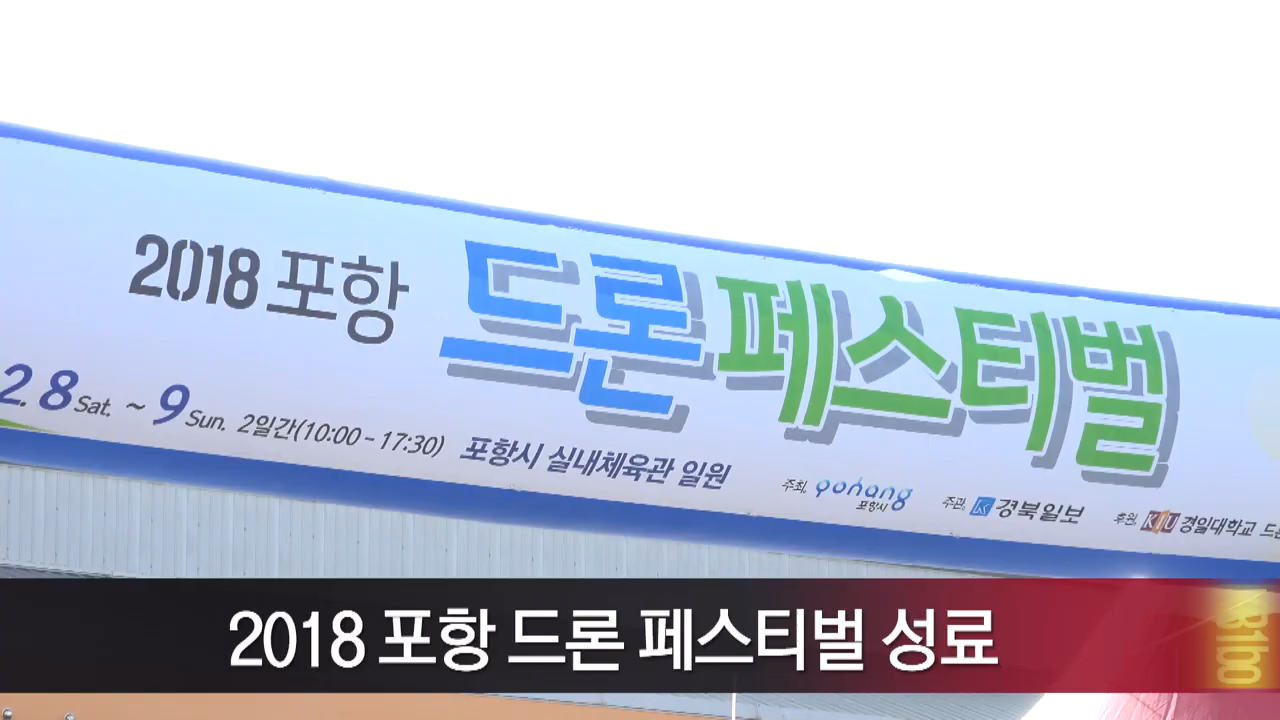 2018 포항 드론 페스티벌
2. 8 Sat. ~ 9 Sun. 2일간(10:00 - 17:30) 포항시 실내체육관 일원
주최. pohang 포항시 주관. 경북일보 후원. KIU 경일대학교 드론
2018 포항 드론 페스티벌 성료